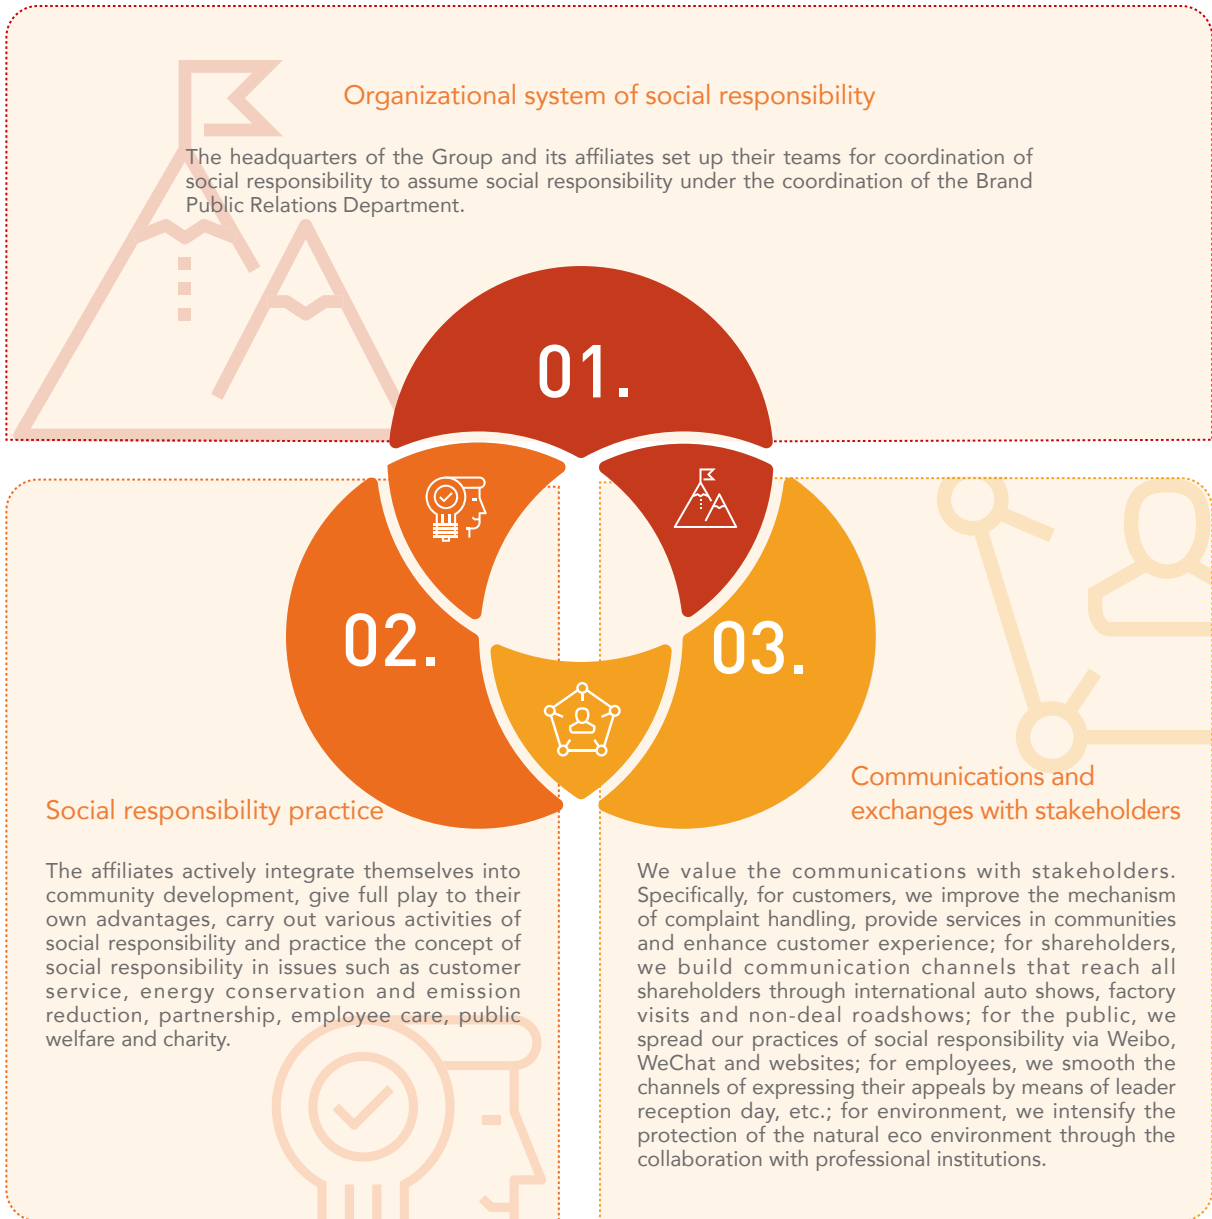 Organizational system of social responsibility
The headquarters of the Group and its affiliates set up their teams for coordination of
social responsibility to assume social responsibility under the coordination of the Brand
Public Relations Department.
01.
02.
03.
Social responsibility practice
The affiliates actively integrate themselves into
community development, give full play to their
own advantages, carry out various activities of
social responsibility and practice the concept of
social responsibility in issues such as customer
service, energy conservation and emission
reduction, partnership, employee care, public
welfare and charity.
Communications and
exchanges with stakeholders
We value the communications with stakeholders.
Specifically, for customers, we improve the mechanism
of complaint handling, provide services in communities
and enhance customer experience; for shareholders,
we build communication channels that reach all
shareholders through international auto shows, factory
visits and non-deal roadshows; for the public, we
spread our practices of social responsibility via Weibo,
WeChat and websites; for employees, we smooth the
channels of expressing their appeals by means of leader
reception day, etc.; for environment, we intensify the
protection of the natural eco environment through the
collaboration with professional institutions.